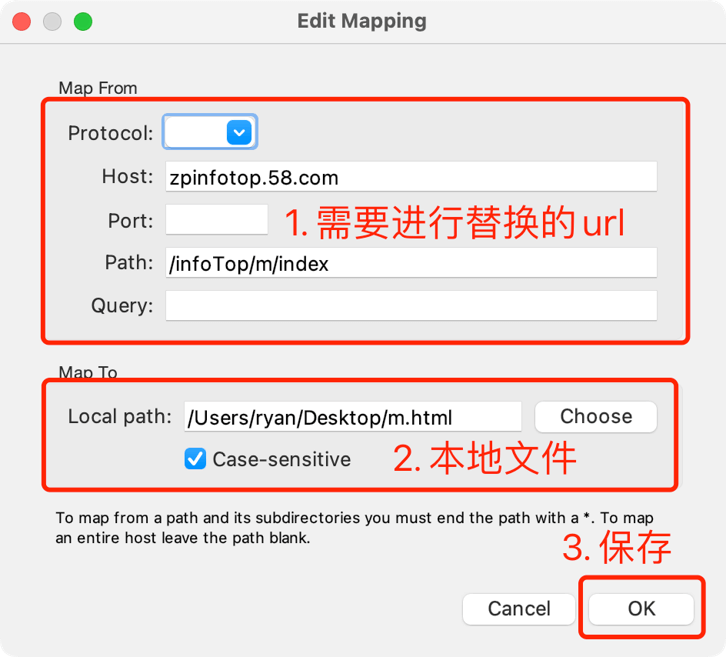 Edit Mapping
Map From
Protocol:
Host: zpinfotop.58.com
Port:
1. 需要进行替换的url
Path: /infoTop/m/index
Query:
Map To
Local path: /Users/ryan/Desktop/m.html Choose
Case-sensitive
2. 本地文件
To map from a path and its subdirectories you must end the path with a *. To map
an entire host leave the path blank.
3. 保存
Cancel OK